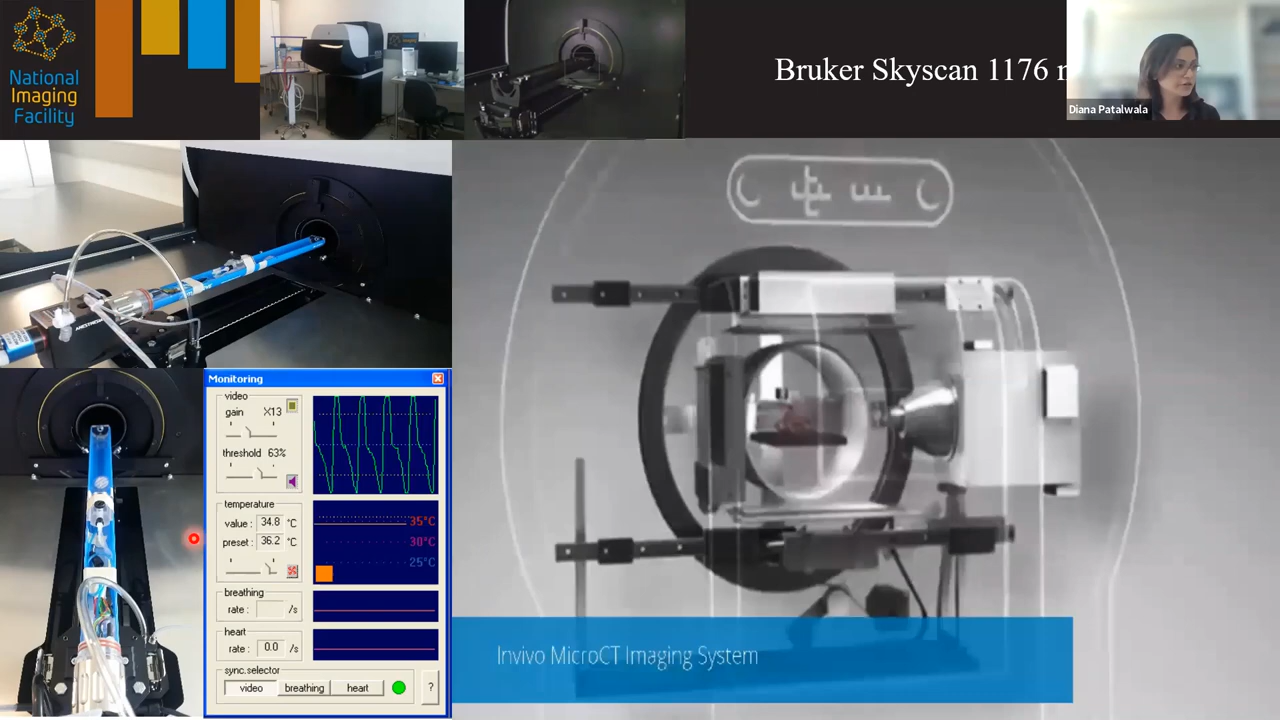 National
Imaging
Facility
Bruker Skyscan 1176
Diana Patalwala
Monitoring
video
gain X13
threshold 63%
temperature
value : 34.8 °C
preset : 36.2 °C
35°C
30°C
25°C
breathing
rate : /s
heart
rate : 0.0 /s
sync.selector
video breathing heart ?
Invivo MicroCT Imaging System